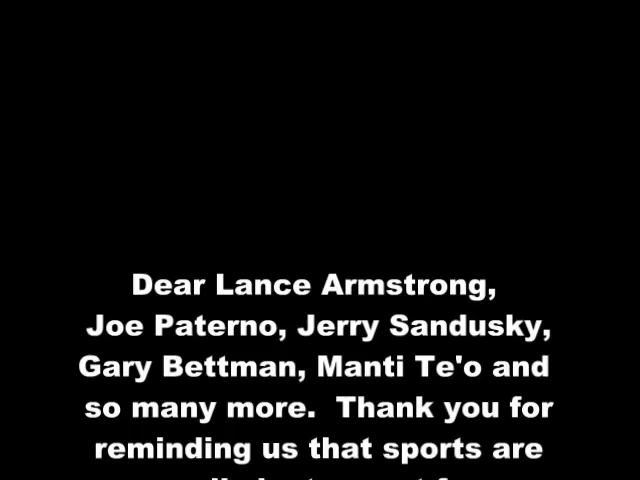 Dear Lance Armstrong,
Joe Paterno, Jerry Sandusky,
Gary Bettman, Manti Te'o and
so many more.  Thank you for
reminding us that sports are